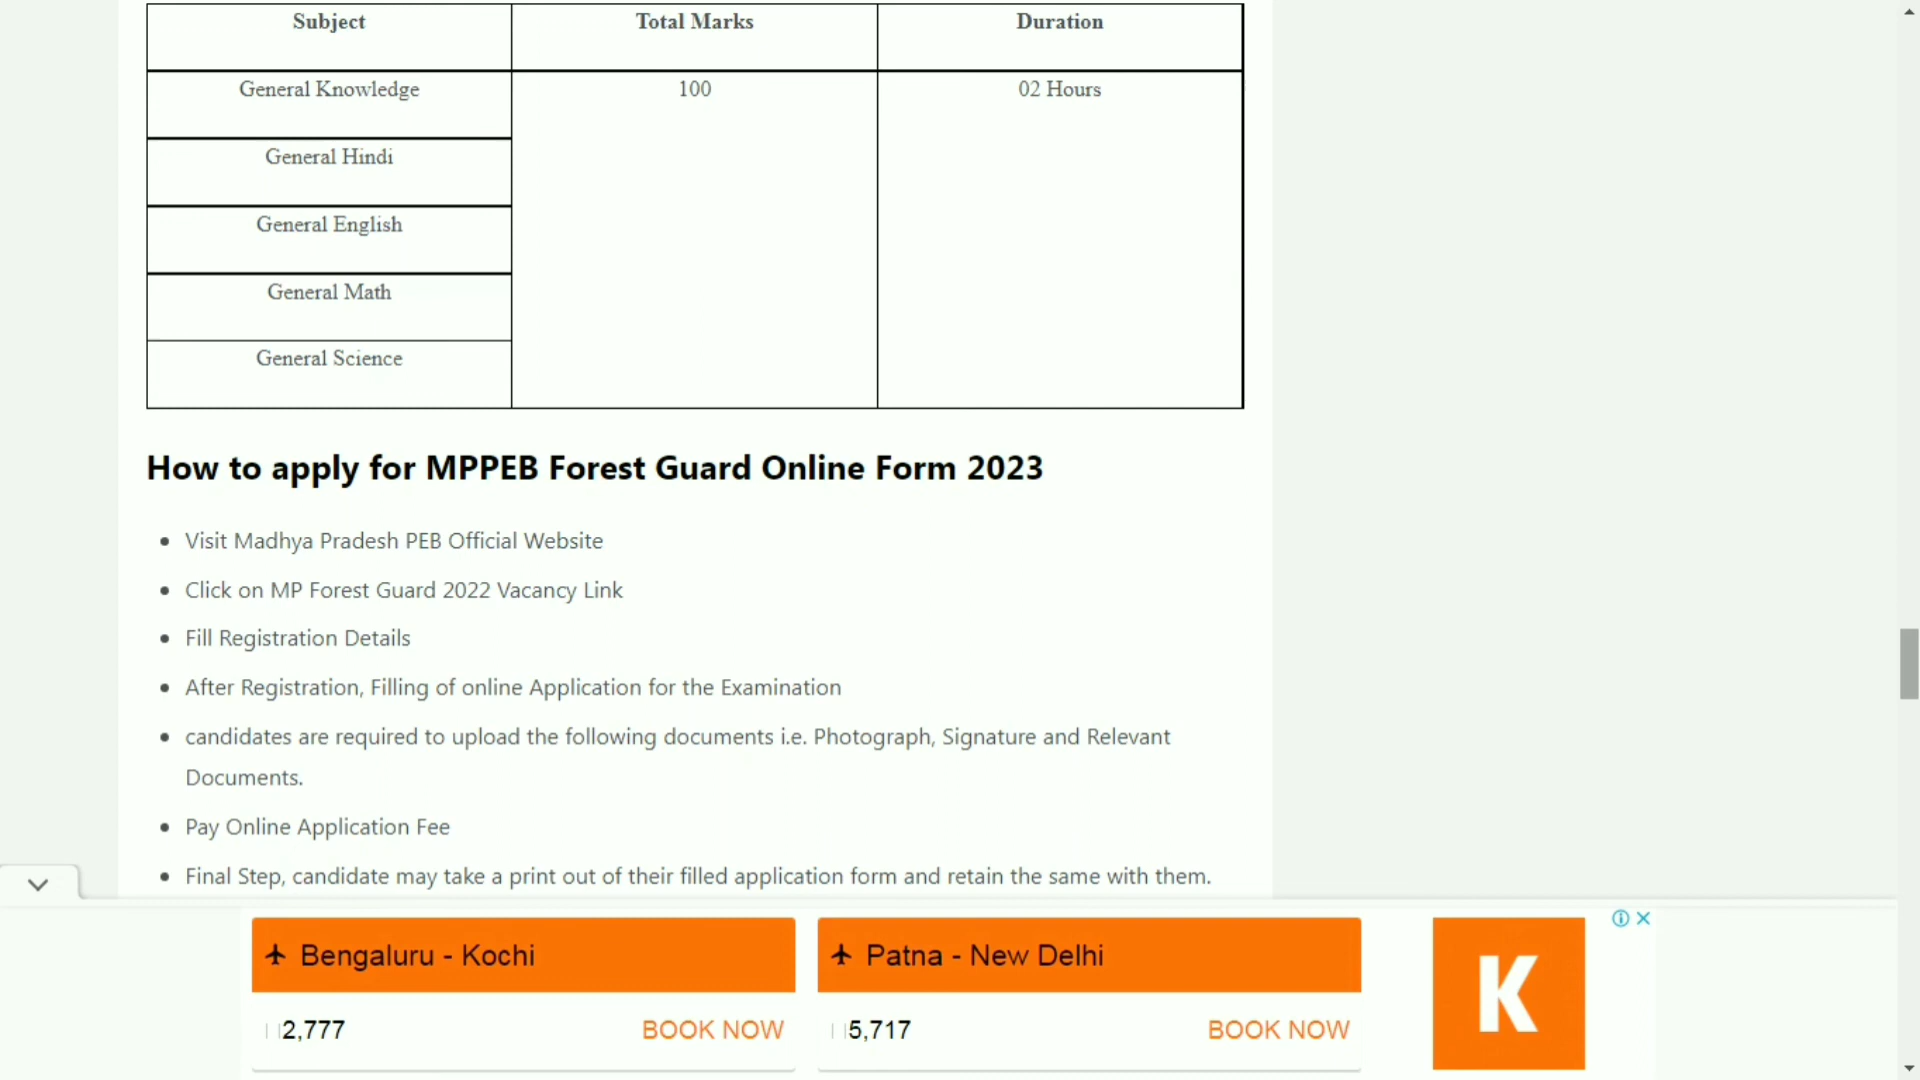 Subject Total Marks Duration
General Knowledge 100 02 Hours
General Hindi
General English
General Math
General Science
How to apply for MPPEB Forest Guard Online Form 2023
Visit Madhya Pradesh PEB Official Website
Click on MP Forest Guard 2022 Vacancy Link
Fill Registration Details
After Registration, Filling of online Application for the Examination
candidates are required to upload the following documents i.e. Photograph, Signature and Relevant
Documents.
Pay Online Application Fee
Final Step, candidate may take a print out of their filled application form and retain the same with them.
Bengaluru - Kochi
2,777 BOOK NOW
Patna - New Delhi
5,717 BOOK NOW
K